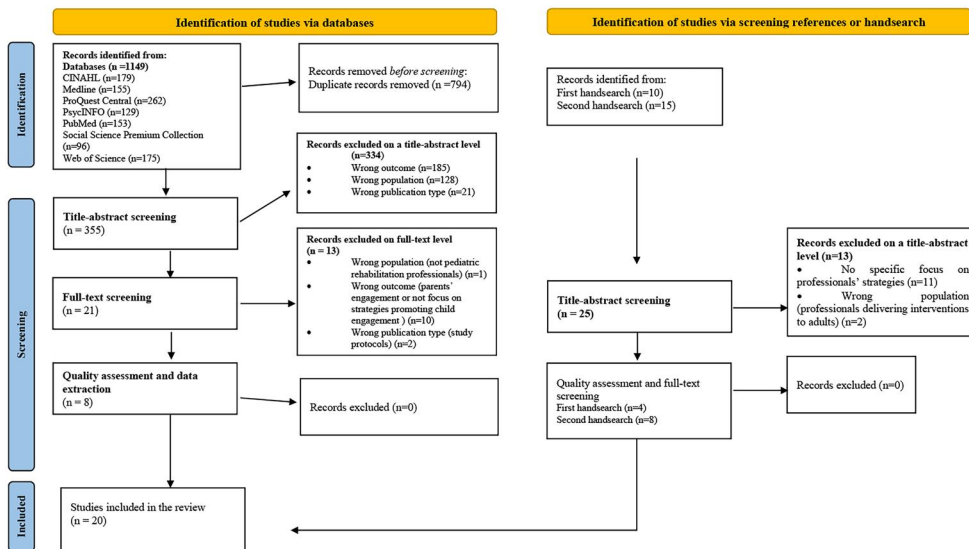 Identification of studies via databases
Identification
Records identified from:
Databases (n =1149)
CINAHL (n=179)
Medline (n=155)
ProQuest Central (n=262)
PsycINFO (n=129)
PubMed (n=153)
Social Science Premium Collection
(n=96)
Web of Science (n=175)
Records removed before screening:
Duplicate records removed (n =794)
Records excluded on a title-abstract level
(n=334)
• Wrong outcome (n=185)
• Wrong population (n=128)
• Wrong publication type (n=21)
Screening
Title-abstract screening
(n = 355)
Records excluded on full-text level
(n = 13)
• Wrong population (not pediatric
rehabilitation professionals) (n=1)
• Wrong outcome (parents'
engagement or not focus on
strategies promoting child
engagement ) (n=10)
• Wrong publication type (study
protocols) (n=2)
Full-text screening
(n = 21)
Quality assessment and data
extraction
(n = 8)
Records excluded (n=0)
Included
Studies included in the review
(n = 20)
Identification of studies via screening references or handsearch
Records identified from:
First handsearch (n=10)
Second handsearch (n=15)
Title-abstract screening
(n = 25)
Records excluded on a title-abstract
level (n=13)
• No specific focus on
professionals' strategies (n=11)
• Wrong population
(professionals delivering interventions
to adults) (n=2)
Quality assessment and full-text
screening
First handsearch (n=4)
Second handsearch (n=8)
Records excluded (n=0)